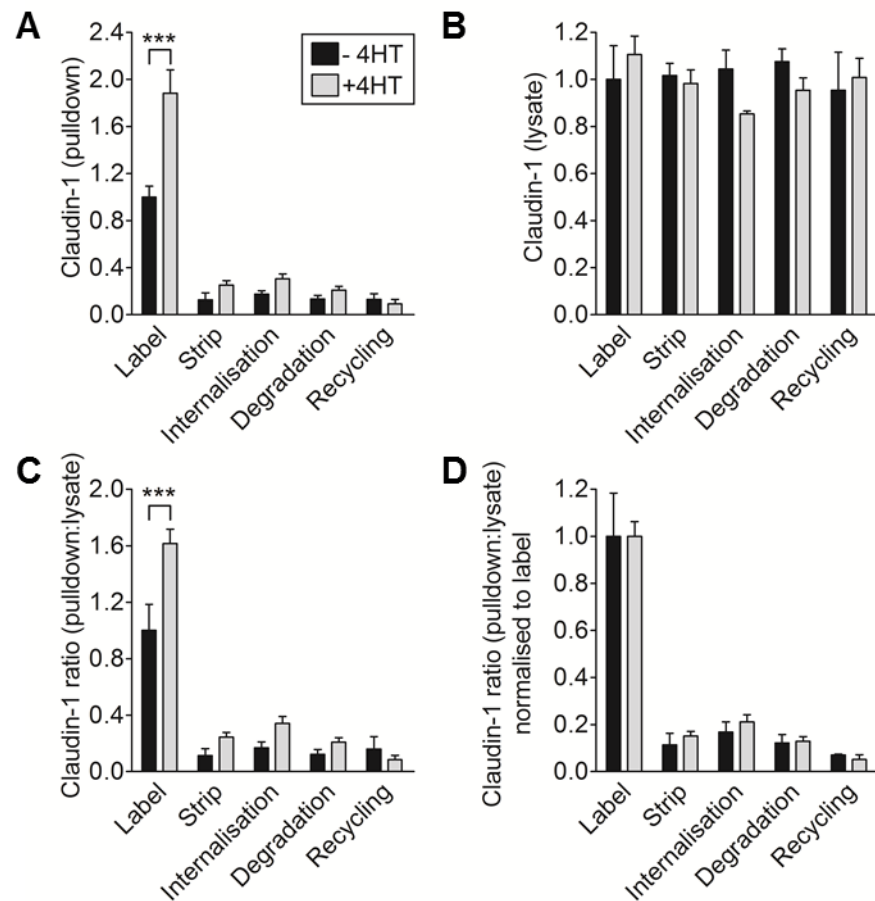 A
Claudin-1 (pulldown)
2.4
2.0
1.6
1.2
0.8
0.4
0.0
***
- 4HT
+4HT
Label
Strip
Internalisation
Degradation
Recycling
B
Claudin-1 (lysate)
1.2
1.0
0.8
0.6
0.4
0.2
0.0
Label
Strip
Internalisation
Degradation
Recycling
C
Claudin-1 ratio (pulldown:lysate)
2.0
1.6
1.2
0.8
0.4
0.0
***
Label
Strip
Internalisation
Degradation
Recycling
D
Claudin-1 ratio (pulldown:lysate)
normalised to label
1.2
1.0
0.8
0.6
0.4
0.2
0.0
Label
Strip
Internalisation
Degradation
Recycling